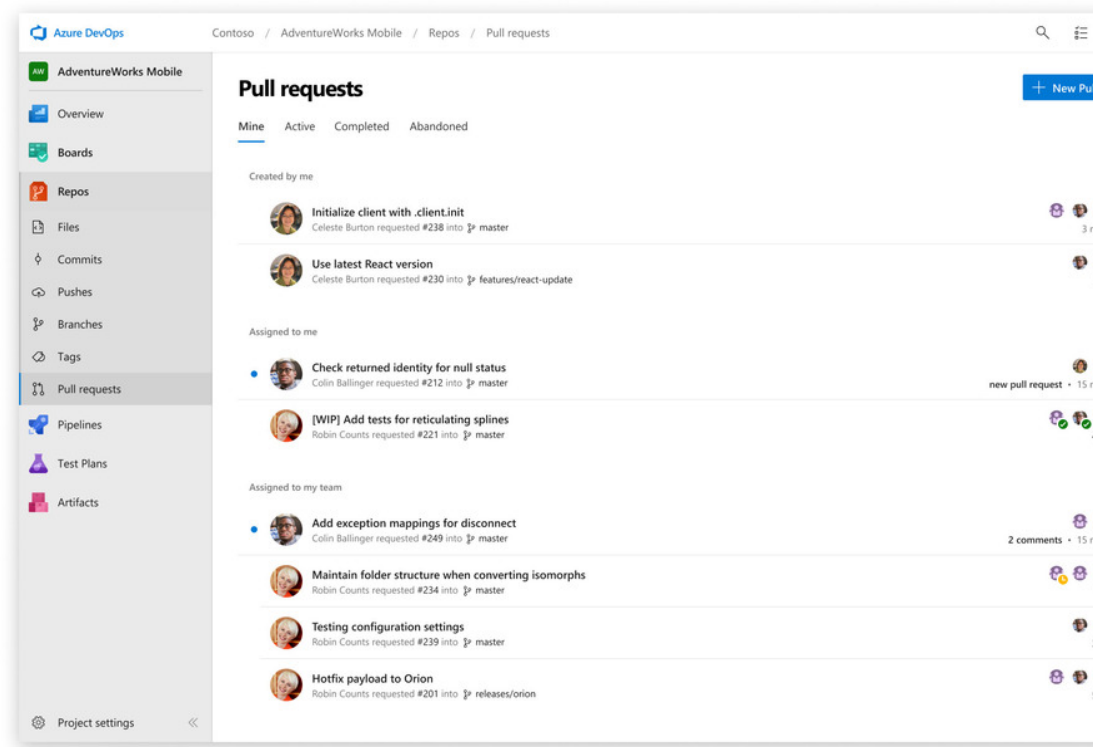 Azure DevOps
Contoso / AdventureWorks Mobile / Repos / Pull requests
AW AdventureWorks Mobile
Overview
Boards
Repos
Files
Commits
Pushes
Branches
Tags
Pull requests
Pipelines
Test Plans
Artifacts
Project settings
Pull requests
New Pul
Mine Active Completed Abandoned
Created by me
Initialize client with .client.init
Celeste Burton requested #238 into master
3
Use latest React version
Celeste Burton requested #230 into features/react-update
Assigned to me
Check returned identity for null status
Colin Ballinger requested #212 into master
new pull request • 15
[WIP] Add tests for reticulating splines
Robin Counts requested #221 into master
Assigned to my team
Add exception mappings for disconnect
Colin Ballinger requested #249 into master
2 comments • 15
Maintain folder structure when converting isomorphs
Robin Counts requested #234 into master
Testing configuration settings
Robin Counts requested #239 into master
Hotfix payload to Orion
Robin Counts requested #201 into releases/orion